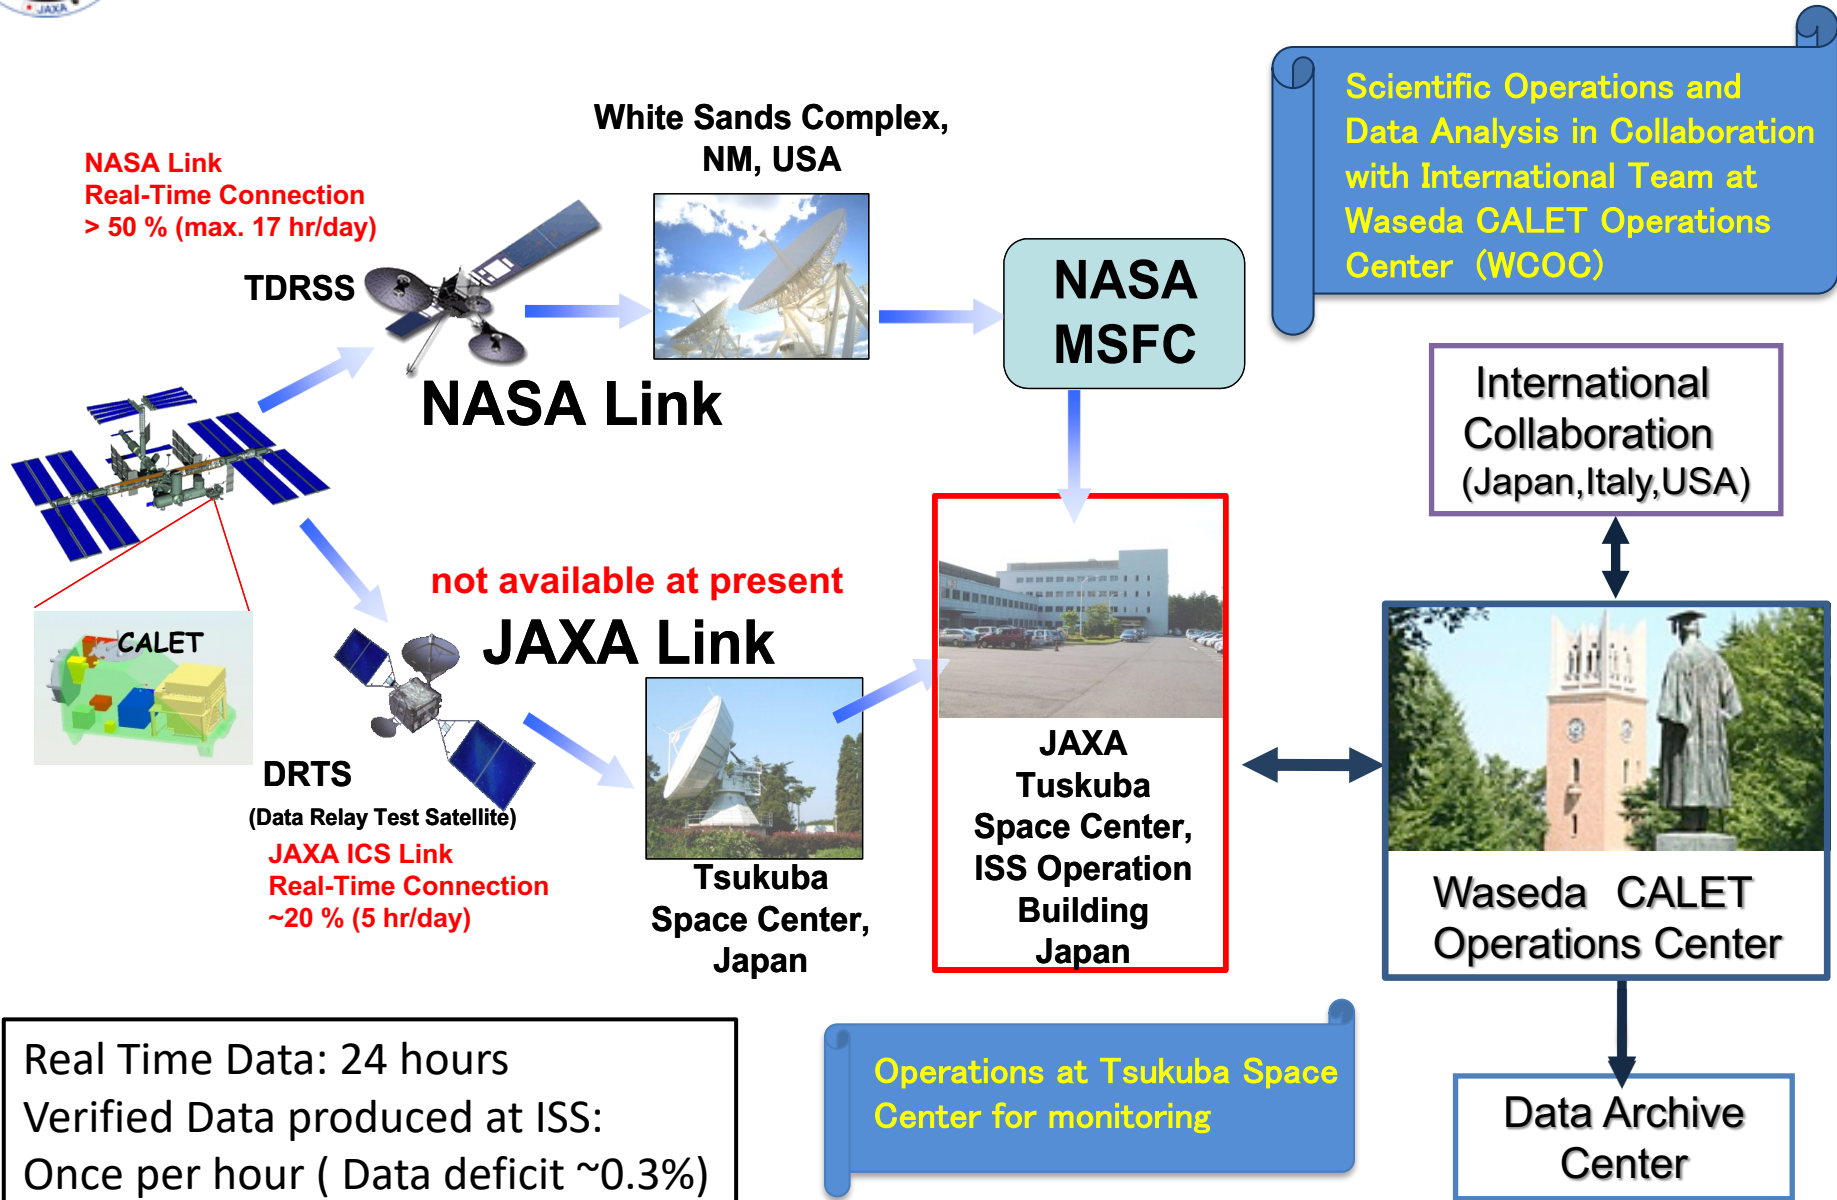 JAXA
NASA Link
Real-Time Connection
> 50 % (max. 17 hr/day)
TDRSS
White Sands Complex,
NM, USA
NASA Link
NASA
MSFC
Scientific Operations and
Data Analysis in Collaboration
with International Team at
Waseda CALET Operations
Center (WCOC)
International
Collaboration
(Japan,Italy,USA)
not available at present
JAXA Link
CALET
DRTS
(Data Relay Test Satellite)
JAXA ICS Link
Real-Time Connection
~20 % (5 hr/day)
Tsukuba
Space Center,
Japan
JAXA
Tuskuba
Space Center,
ISS Operation
Building
Japan
Waseda CALET
Operations Center
Real Time Data: 24 hours
Verified Data produced at ISS:
Once per hour ( Data deficit ~0.3%)
Operations at Tsukuba Space
Center for monitoring
Data Archive
Center